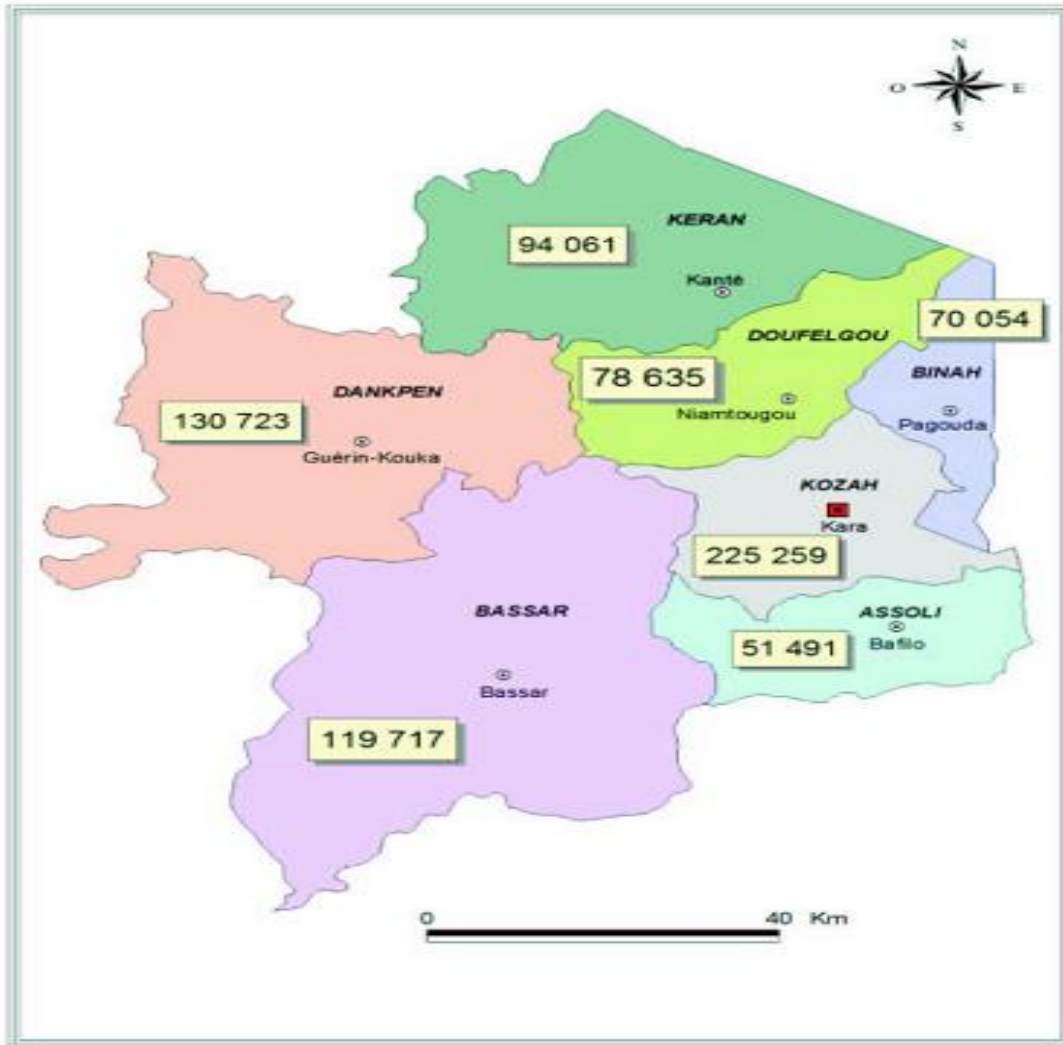 N
O E
S
KERAN
94 061
Kanté
70 054
DOUFELGOU
78 635
BINAH
DANKPEN
Niamtougou
130 723
Pagouda
Guérin-Kouka
KOZAH
Kara
225 259
BASSAR
ASSOLI
51 491
Bafilo
Bassar
119 717
0 40 Km